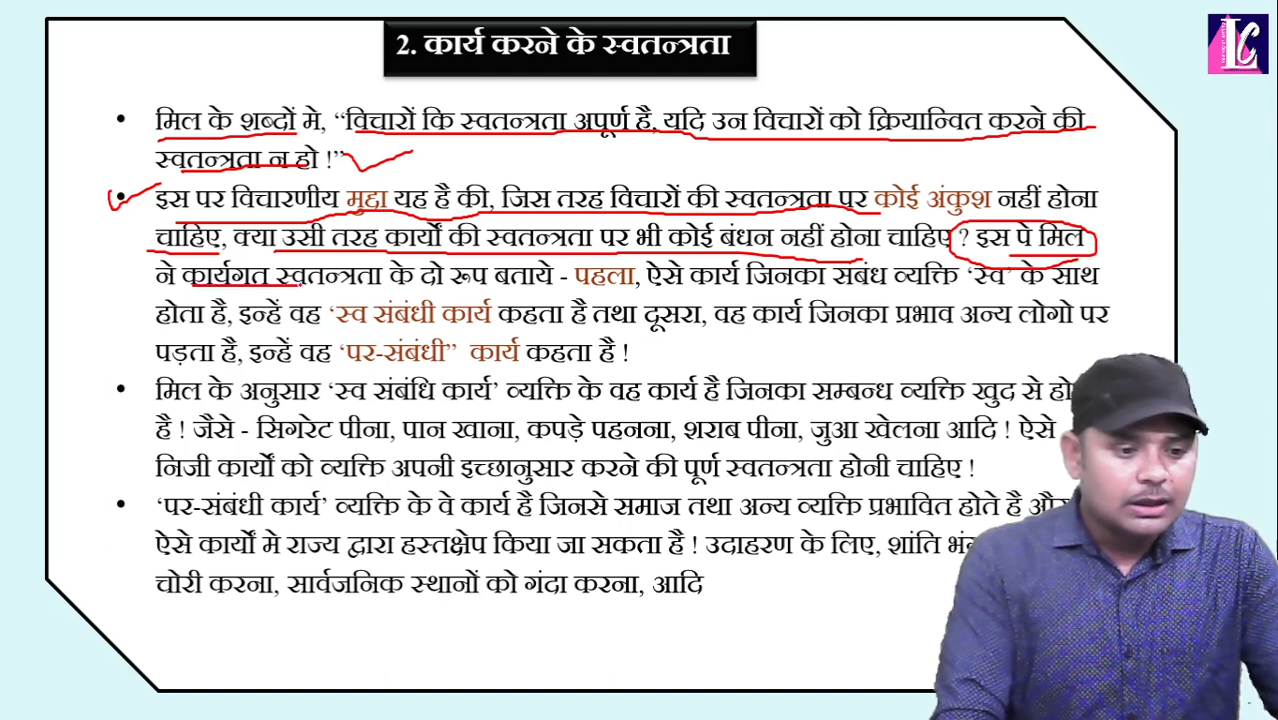 2. कार्य करने के स्वतन्त्रता
LC
• मिल के शब्दों मे, “विचारों कि स्वतन्त्रता अपूर्ण है, यदि उन विचारों को क्रियान्वित करने की
स्वतन्त्रता न हो !”
• इस पर विचारणीय मुद्दा यह है की, जिस तरह विचारों की स्वतन्त्रता पर कोई अंकुश नहीं होना
चाहिए, क्या उसी तरह कार्यों की स्वतन्त्रता पर भी कोई बंधन नहीं होना चाहिए ? इस पे मिल
ने कार्यगत स्वतन्त्रता के दो रूप बताये - पहला, ऐसे कार्य जिनका संबंध व्यक्ति ‘स्व’ के साथ
होता है, इन्हें वह ‘स्व संबंधी कार्य कहता है तथा दूसरा, वह कार्य जिनका प्रभाव अन्य लोगो पर
पड़ता है, इन्हें वह ‘पर-संबंधी” कार्य कहता है !
• मिल के अनुसार ‘स्व संबंधि कार्य’ व्यक्ति के वह कार्य है जिनका सम्बन्ध व्यक्ति खुद से हो
है ! जैसे - सिगरेट पीना, पान खाना, कपड़े पहनना, शराब पीना, जुआ खेलना आदि ! ऐसे
निजी कार्यों को व्यक्ति अपनी इच्छानुसार करने की पूर्ण स्वतन्त्रता होनी चाहिए !
• ‘पर-संबंधी कार्य’ व्यक्ति के वे कार्य है जिनसे समाज तथा अन्य व्यक्ति प्रभावित होते है
ऐसे कार्यों मे राज्य द्वारा हस्तक्षेप किया जा सकता है ! उदाहरण के लिए, शांति
चोरी करना, सार्वजनिक स्थानों को गंदा करना, आदि